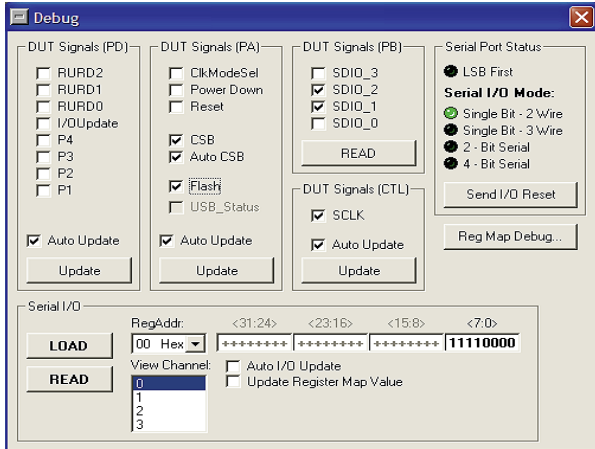 Debug
DUT Signals (PD)
RURD2
RURD1
RURD0
I/OUpdate
P4
P3
P2
P1
Auto Update
Update
DUT Signals (PA)
ClkModeSel
Power Down
Reset
CSB
Auto CSB
Flash
USB_Status
Auto Update
Update
DUT Signals (PB)
SDIO_3
SDIO_2
SDIO_1
SDIO_0
READ
DUT Signals (CTL)
SCLK
Auto Update
Update
Serial Port Status
LSB First
Serial I/O Mode:
Single Bit - 2 Wire
Single Bit - 3 Wire
2 - Bit Serial
4 - Bit Serial
Send I/O Reset
Reg Map Debug...
Serial I/O
LOAD
READ
RegAddr: <31:24> <23:16> <15:8> <7:0>
00 Hex ++++++++ ++++++++ ++++++++ 11110000
View Channel:
0
1
2
3
Auto I/O Update
Update Register Map Value